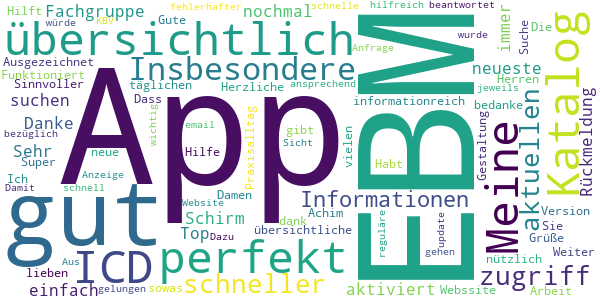 Hilft Fachgruppe KBV Gute fehlerhafter schnelle hilfreich beantwortet
würde nochmal immer Suche Die
übersichtlich EBM Anfrage wurde
Ausgezeichnet Insbesondere neueste Katalog
Funktioniert App ansprechend Herren jeweils
Sinnvoller täglichen Herzliche informationreich
suchen Dass bedanke
Danke wichtig email gibt vielen aktuellen Gestaltung Rückmeldung
bezüglich neue Hilfe Praxisalltag Sicht Meine
Sehr Habt
Super Anzeige
Ich schnell Damen Informationen
Damit gut Website Achim Version
Schirm dank übersichtliche Sie
Top Dazu reguläre update Grüße
ICD perfekt gehen Weiter
Aus nützlich
lieben zugriff
einfach gelungen sowas schneller aktiviert Webssite Arbeit